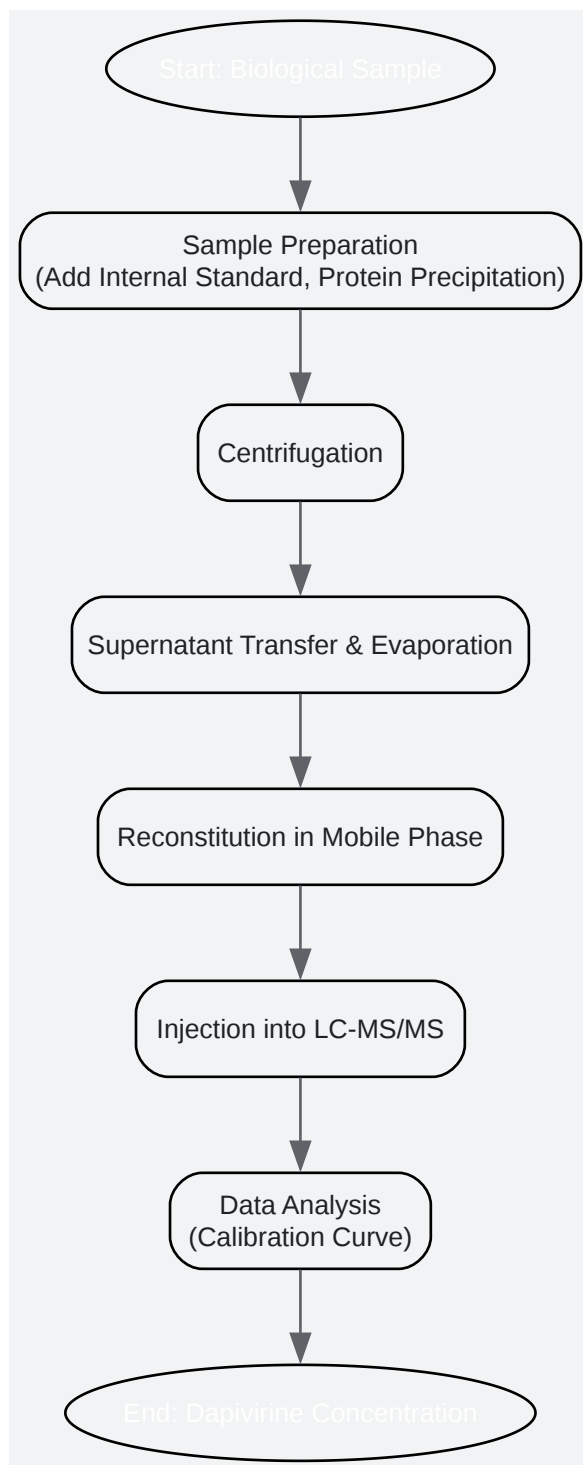 Start: Biological Sample
Sample Preparation
(Add Internal Standard, Protein Precipitation)
Centrifugation
Supernatant Transfer & Evaporation
Reconstitution in Mobile Phase
Injection into LC-MS/MS
Data Analysis
(Calibration Curve)
End: Dapivirine Concentration